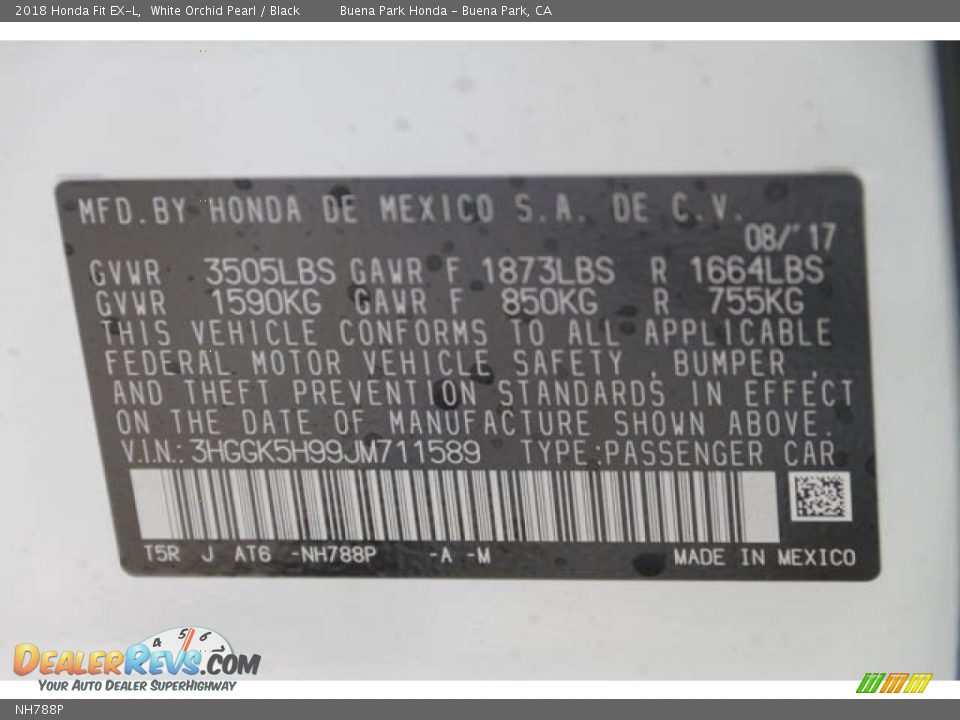 2018 Honda Fit EX-L, White Orchid Pearl / Black Buena Park Honda - Buena Park, CA
MFD.BY HONDA DE MEXICO S.A. DE C.V.
08/'17
GVWR 3505LBS GAWR F 1873LBS R 1664LBS
GVWR 1590KG GAWR F 850KG R 755KG
THIS VEHICLE CONFORMS TO ALL APPLICABLE
FEDERAL MOTOR VEHICLE SAFETY , BUMPER ,
AND THEFT PREVENTION STANDARDS IN EFFECT
ON THE DATE OF MANUFACTURE SHOWN ABOVE.
V.I.N.: 3HGGK5H99JM711589 TYPE:PASSENGER CAR
T5R J AT6 -NH788P -A -M MADE IN MEXICO
4 5 6
DEALERREVS.COM
YOUR AUTO DEALER SUPERHIGHWAY
NH788P